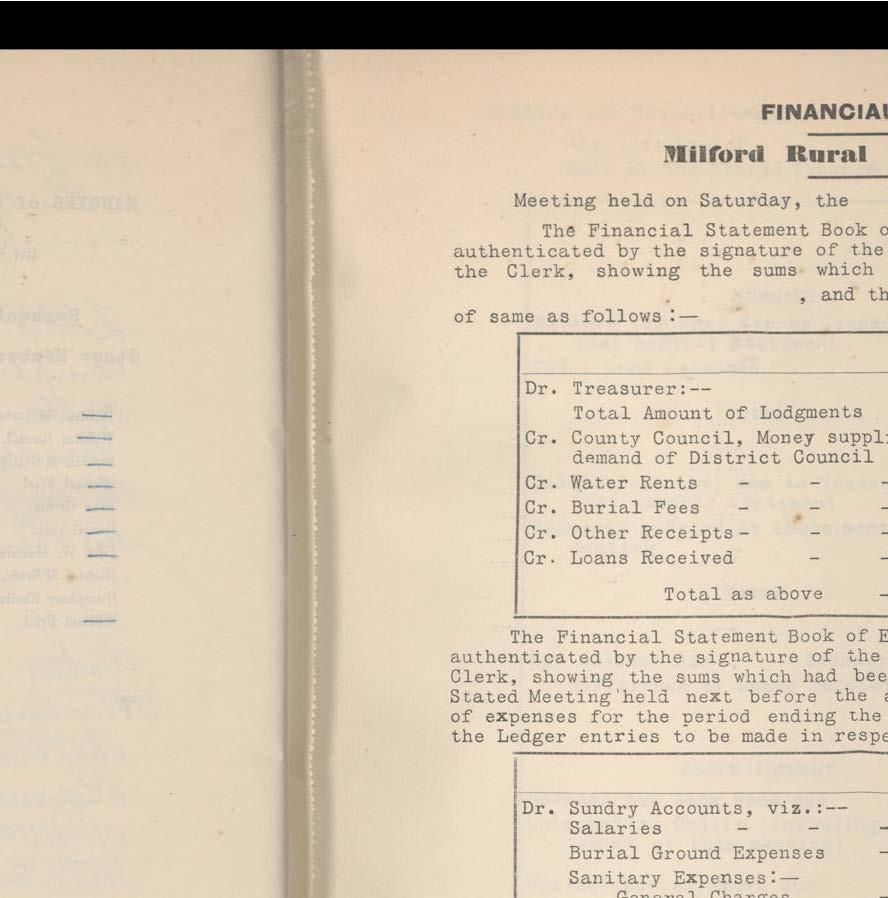 FINANCIAL
Milford Rural
Meeting held on Saturday, the
The Financial Statement Book o
authenticated by the signature of the
the Clerk, showing the sums which
, and th
of same as follows :—
Dr. Treasurer:--
Total Amount of Lodgments
Cr. County Council, Money suppli
demand of District Council
Cr. Water Rents - -
Cr. Burial Fees - -
Cr. Other Receipts - - -
Cr. Loans Received - -
Total as above -
The Financial Statement Book of E
authenticated by the signature of the
Clerk, showing the sums which had bee
Stated Meeting held next before the a
of expenses for the period ending the
the Ledger entries to be made in respe
Dr. Sundry Accounts, viz.:--
Salaries - - -
Burial Ground Expenses -
Sanitary Expenses:—
General Charges -